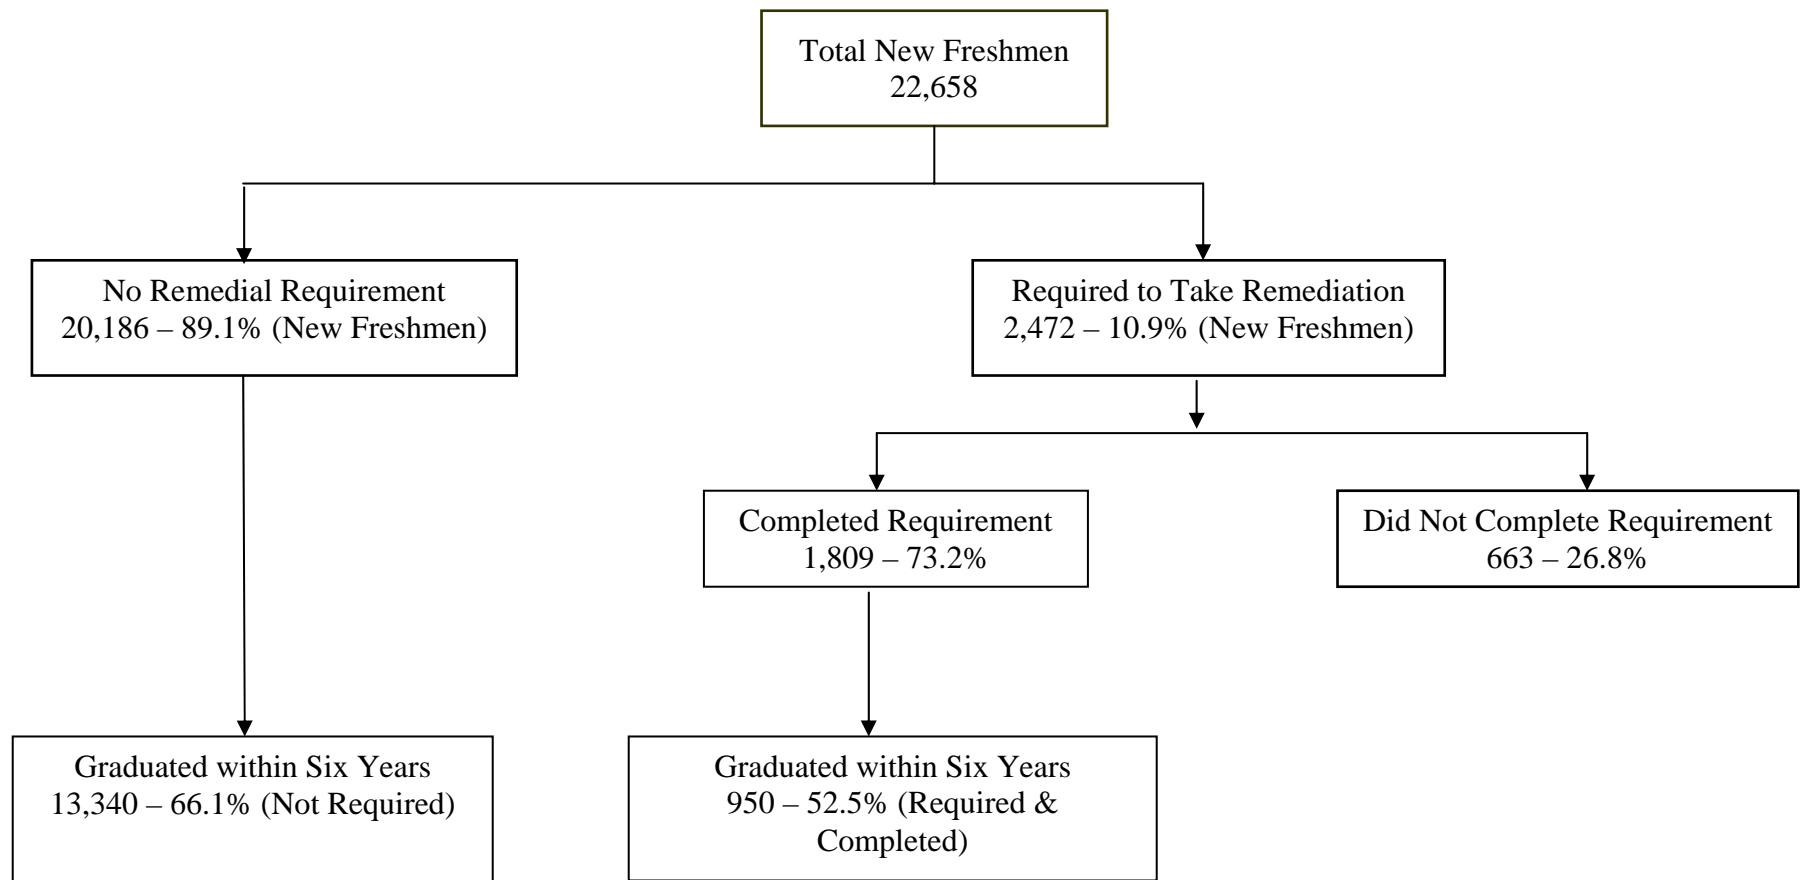 Total New Freshmen
22,658
No Remedial Requirement
20,186 – 89.1% (New Freshmen)
Required to Take Remediation
2,472 – 10.9% (New Freshmen)
Completed Requirement
1,809 – 73.2%
Did Not Complete Requirement
663 – 26.8%
Graduated within Six Years
13,340 – 66.1% (Not Required)
Graduated within Six Years
950 – 52.5% (Required &
Completed)